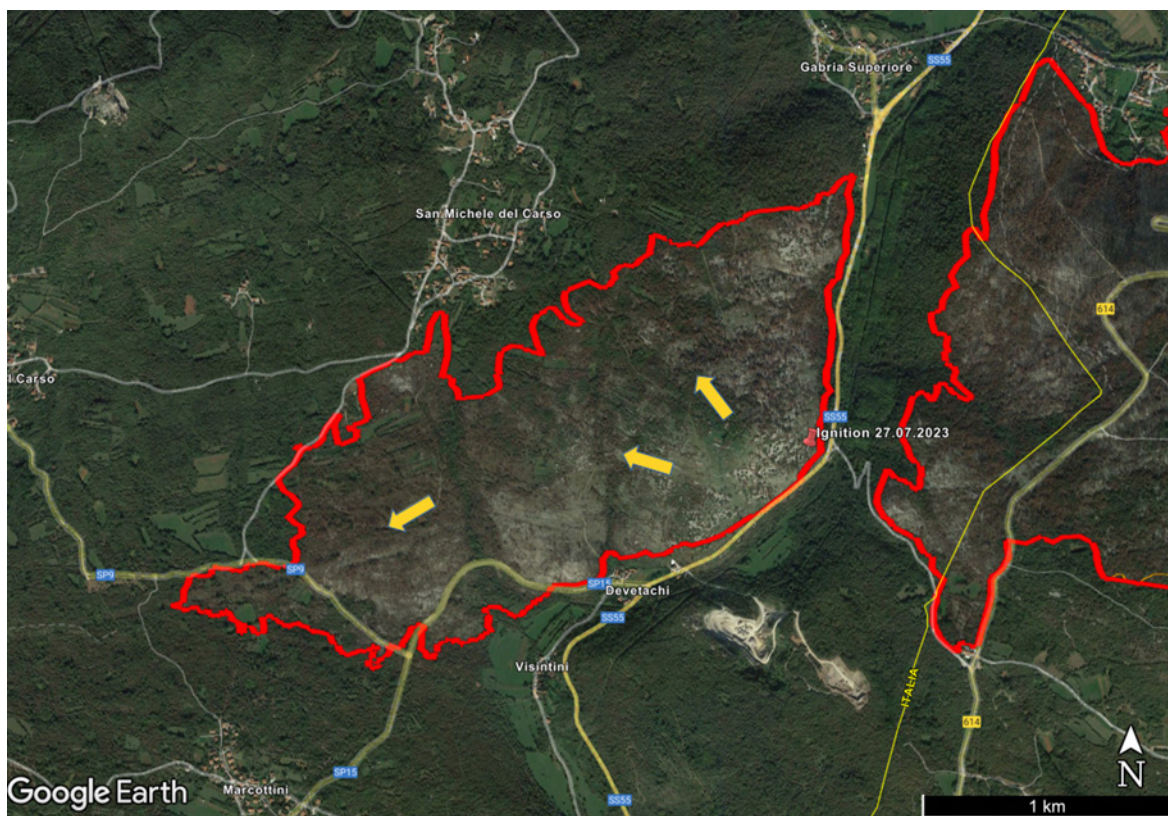 Gabria Superiore
SS55
San Michele del Carso
614
l Carso
SS55
Ignition 27.07.2023
SP9
SP9
SP15
Devetachi
SS55
Visintini
ITALIA
614
SP15
Marcottini
Google Earth
N
1 km